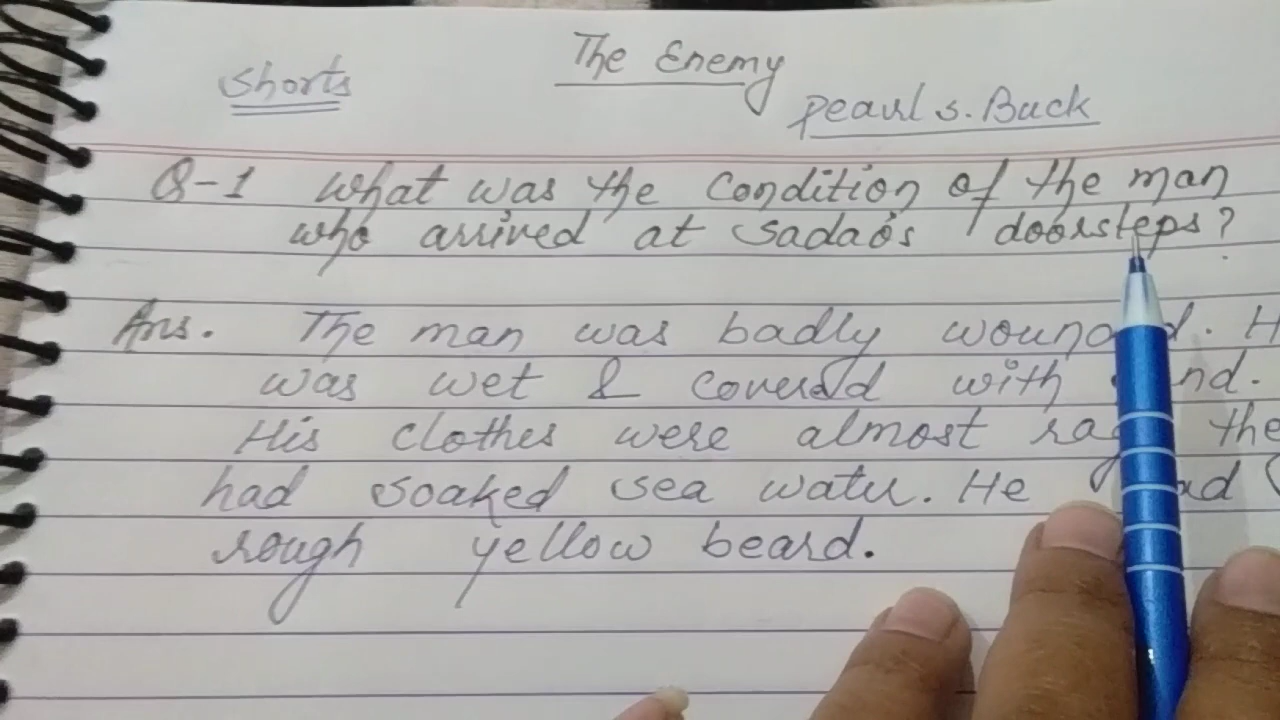 The Enemy
Shorts
Pearl S. Buck
Q-1 What was the condition of the man
who arrived at Sadao's doorsteps?
Ans. The man was badly
was wet & covered with
His clothes were almost
had soaked sea water. He
rough yellow beard.